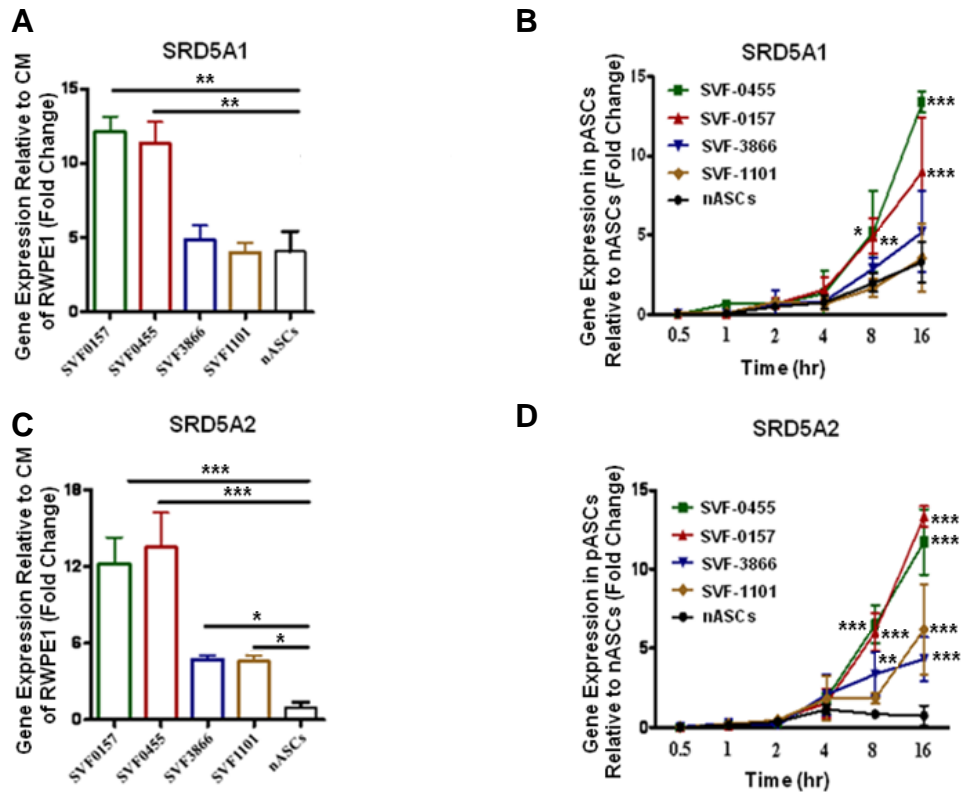 A
SRD5A1
Gene Expression Relative to CM
of RWPE1 (Fold Change)
**
**
15
10
5
0
SVF0157
SVF0455
SVF3866
SVF1101
nASCs
B
SRD5A1
Gene Expression in pASCs
Relative to nASCs (Fold Change)
SVF-0455
SVF-0157
SVF-3866
SVF-1101
nASCs
15
10
5
0
***
***
*
**
0.5 1 2 4 8 16
Time (hr)
C
SRD5A2
Gene Expression Relative to CM
of RWPE1 (Fold Change)
***
***
*
*
18
12
6
0
SVF0157
SVF0455
SVF3866
SVF1101
nASCs
D
SRD5A2
Gene Expression in pASCs
Relative to nASCs (Fold Change)
SVF-0455
SVF-0157
SVF-3866
SVF-1101
nASCs
15
10
5
0
***
***
***
***
**
***
***
0.5 1 2 4 8 16
Time (hr)